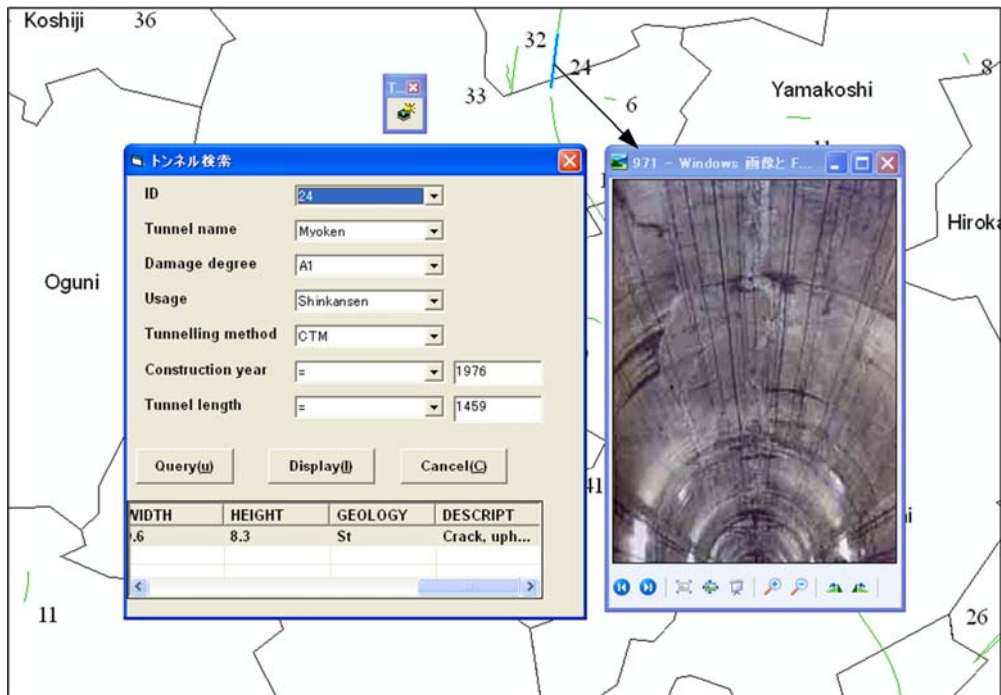 Koshiji
36
32
24
33
6
8
Yamakoshi
T...
トンネル検索
ID
24
Tunnel name
Myoken
Damage degree
A1
Usage
Shinkansen
Tunnelling method
CTM
Construction year
=
1976
Tunnel length
=
1459
Query(u)
Display(l)
Cancel(C)
WIDTH HEIGHT GEOLOGY DESCRIPT
.6 8.3 St Crack, uph...
971 - Windows 画像と F...
Hiroka
Oguni
41
11
26